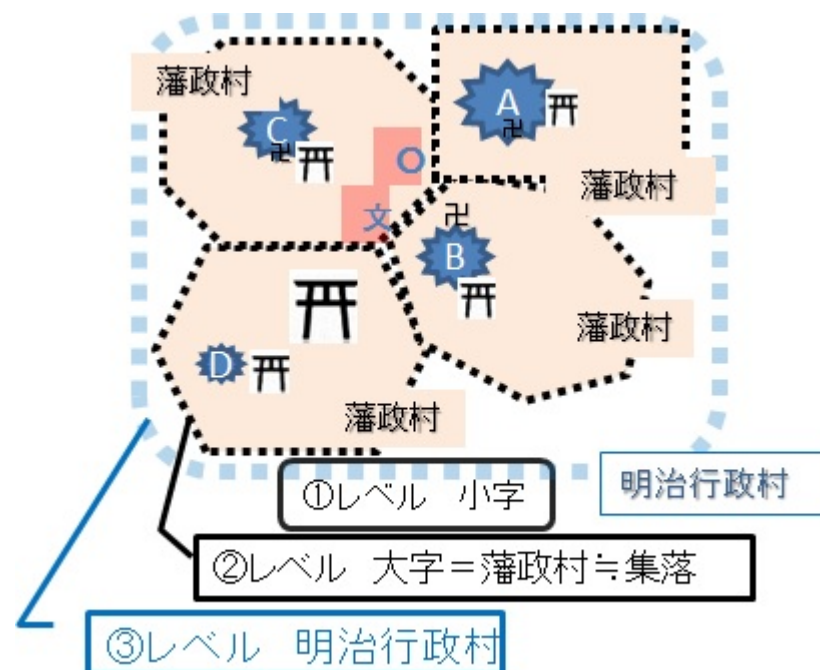 藩政村
A
卍
C
卍
藩政村
文
卍
B
藩政村
D
藩政村
①レベル 小字
明治行政村
②レベル 大字＝藩政村≒集落
③レベル 明治行政村